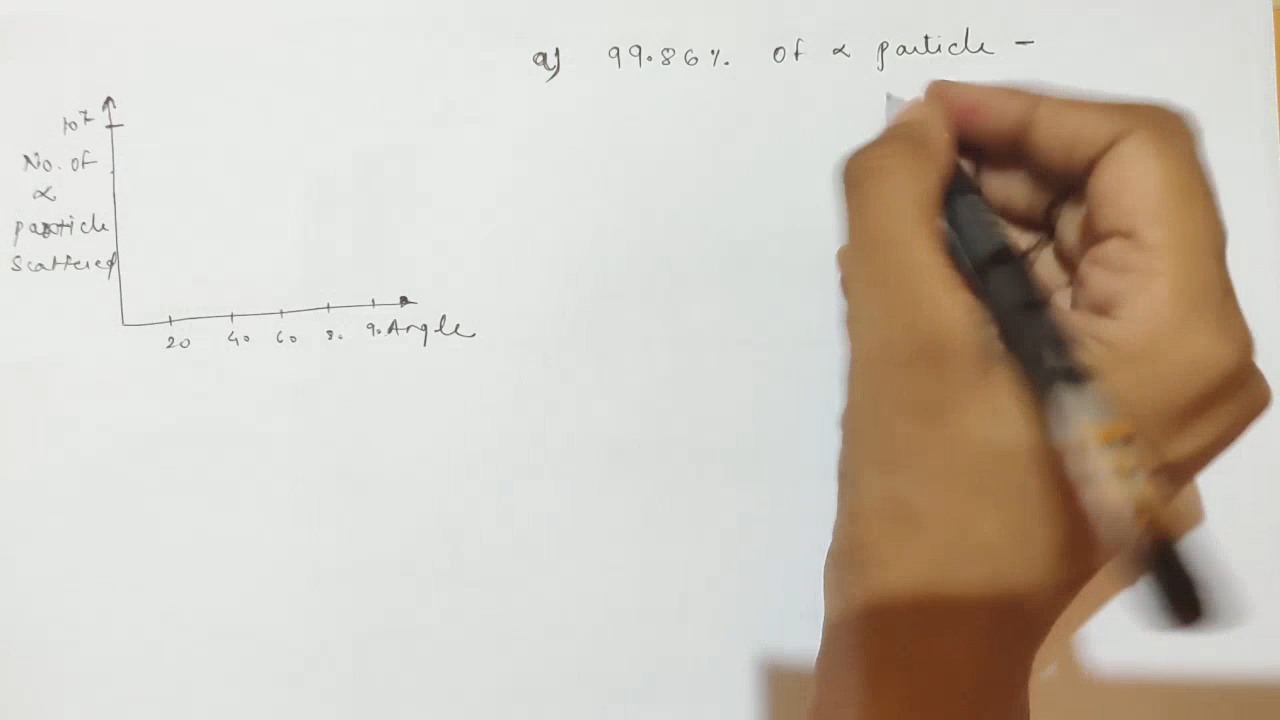 a) 99.86% of α particle -
10⁷
No. of
α
particle
scattered
20 40 60 80 90 Angle